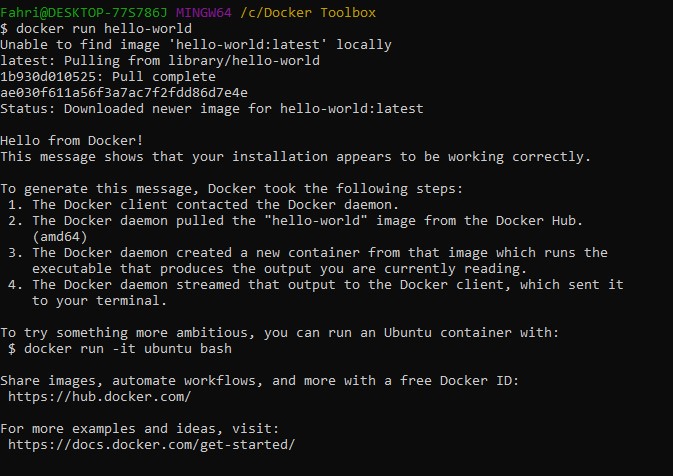 Fahri@DESKTOP-77S786J MINGW64 /c/Docker Toolbox
$ docker run hello-world
Unable to find image 'hello-world:latest' locally
latest: Pulling from library/hello-world
1b930d010525: Pull complete
ae030f611a56f3a7ac7f2fdd86d7e4e
Status: Downloaded newer image for hello-world:latest

Hello from Docker!
This message shows that your installation appears to be working correctly.

To generate this message, Docker took the following steps:
 1. The Docker client contacted the Docker daemon.
 2. The Docker daemon pulled the "hello-world" image from the Docker Hub.
    (amd64)
 3. The Docker daemon created a new container from that image which runs the
    executable that produces the output you are currently reading.
 4. The Docker daemon streamed that output to the Docker client, which sent it
    to your terminal.

To try something more ambitious, you can run an Ubuntu container with:
 $ docker run -it ubuntu bash

Share images, automate workflows, and more with a free Docker ID:
 https://hub.docker.com/

For more examples and ideas, visit:
 https://docs.docker.com/get-started/